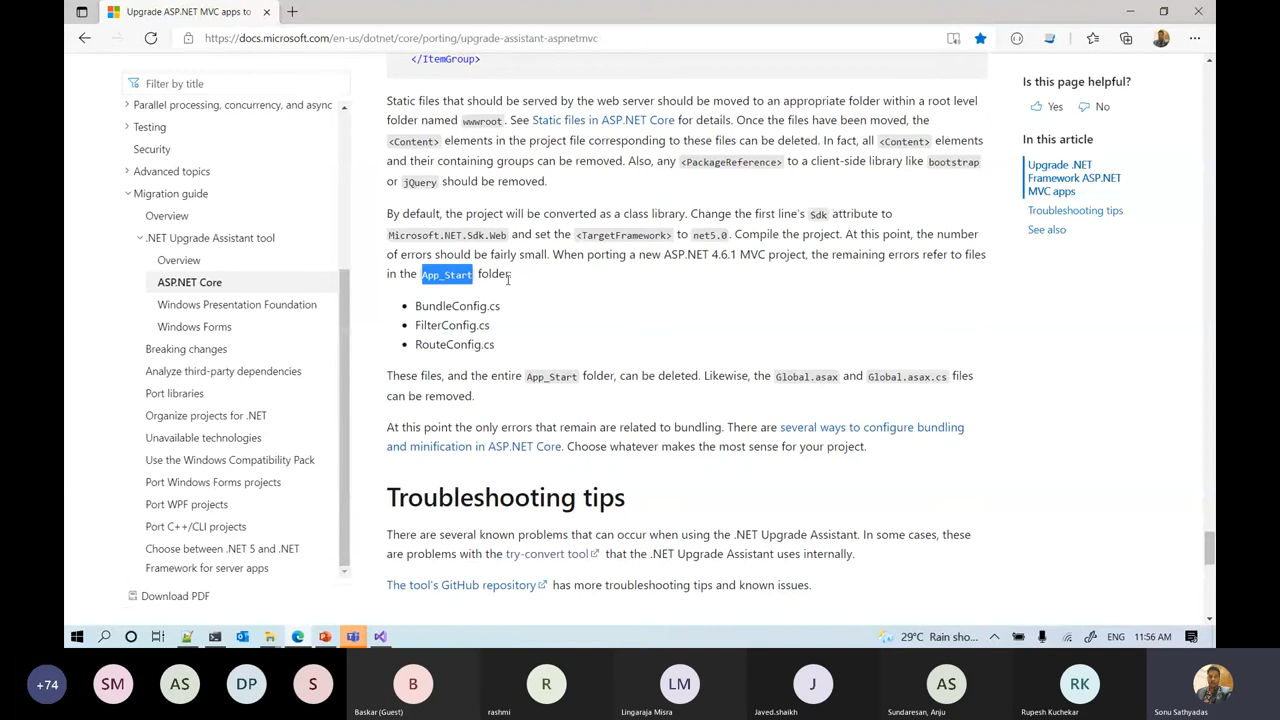 Upgrade ASP.NET MVC apps to
https://docs.microsoft.com/en-us/dotnet/core/porting/upgrade-assistant-aspnetmvc
Filter by title
Parallel processing, concurrency, and async
Testing
Security
Advanced topics
Migration guide
Overview
.NET Upgrade Assistant tool
Overview
ASP.NET Core
Windows Presentation Foundation
Windows Forms
Breaking changes
Analyze third-party dependencies
Port libraries
Organize projects for .NET
Unavailable technologies
Use the Windows Compatibility Pack
Port Windows Forms projects
Port WPF projects
Port C++/CLI projects
Choose between .NET 5 and .NET
Framework for server apps
Download PDF
</ItemGroup>
Static files that should be served by the web server should be moved to an appropriate folder within a root level
folder named wwwroot. See Static files in ASP.NET Core for details. Once the files have been moved, the
<Content> elements in the project file corresponding to these files can be deleted. In fact, all <Content> elements
and their containing groups can be removed. Also, any <PackageReference> to a client-side library like bootstrap
or jQuery should be removed.
By default, the project will be converted as a class library. Change the first line's Sdk attribute to
Microsoft.NET.Sdk.Web and set the <TargetFramework> to net5.0. Compile the project. At this point, the number
of errors should be fairly small. When porting a new ASP.NET 4.6.1 MVC project, the remaining errors refer to files
in the App_Start folder:
• BundleConfig.cs
• FilterConfig.cs
• RouteConfig.cs
These files, and the entire App_Start folder, can be deleted. Likewise, the Global.asax and Global.asax.cs files
can be removed.
At this point the only errors that remain are related to bundling. There are several ways to configure bundling
and minification in ASP.NET Core. Choose whatever makes the most sense for your project.
Troubleshooting tips
There are several known problems that can occur when using the .NET Upgrade Assistant. In some cases, these
are problems with the try-convert tool that the .NET Upgrade Assistant uses internally.
The tool's GitHub repository has more troubleshooting tips and known issues.
Is this page helpful?
Yes No
In this article
Upgrade .NET
Framework ASP.NET
MVC apps
Troubleshooting tips
See also
29°C Rain sho... ENG 11:56 AM
+74 SM AS DP S B R LM J AS RK
Baskar (Guest) rashmi Lingaraja Misra Javed.shaikh Sundaresan, Anju Rupesh Kuchekar Sonu Sathyadas